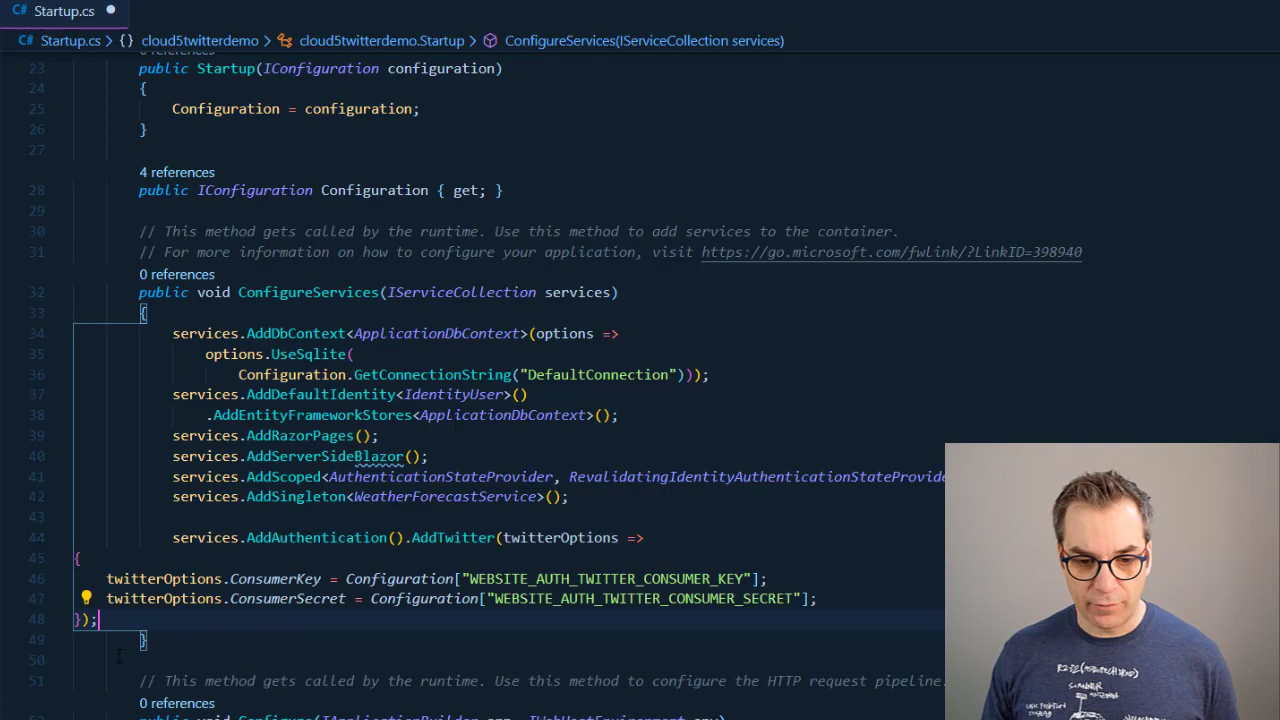 C# Startup.cs
C# Startup.cs > {} cloud5twitterdemo > cloud5twitterdemo.Startup > ConfigureServices(IServiceCollection services)
23 public Startup(IConfiguration configuration)
24 {
25 Configuration = configuration;
26 }
27
4 references
28 public IConfiguration Configuration { get; }
29
30 // This method gets called by the runtime. Use this method to add services to the container.
31 // For more information on how to configure your application, visit https://go.microsoft.com/fwlink/?LinkID=398940
0 references
32 public void ConfigureServices(IServiceCollection services)
33 {
34 services.AddDbContext<ApplicationDbContext>(options =>
35 options.UseSqlite(
36 Configuration.GetConnectionString("DefaultConnection")));
37 services.AddDefaultIdentity<IdentityUser>()
38 .AddEntityFrameworkStores<ApplicationDbContext>();
39 services.AddRazorPages();
40 services.AddServerSideBlazor();
41 services.AddScoped<AuthenticationStateProvider, RevalidatingIdentityAuthenticationStateProvide
42 services.AddSingleton<WeatherForecastService>();
43
44 services.AddAuthentication().AddTwitter(twitterOptions =>
45 {
46 twitterOptions.ConsumerKey = Configuration["WEBSITE_AUTH_TWITTER_CONSUMER_KEY"];
47 twitterOptions.ConsumerSecret = Configuration["WEBSITE_AUTH_TWITTER_CONSUMER_SECRET"];
48 });
49 }
50
51 // This method gets called by the runtime. Use this method to configure the HTTP request pipeline.
0 references